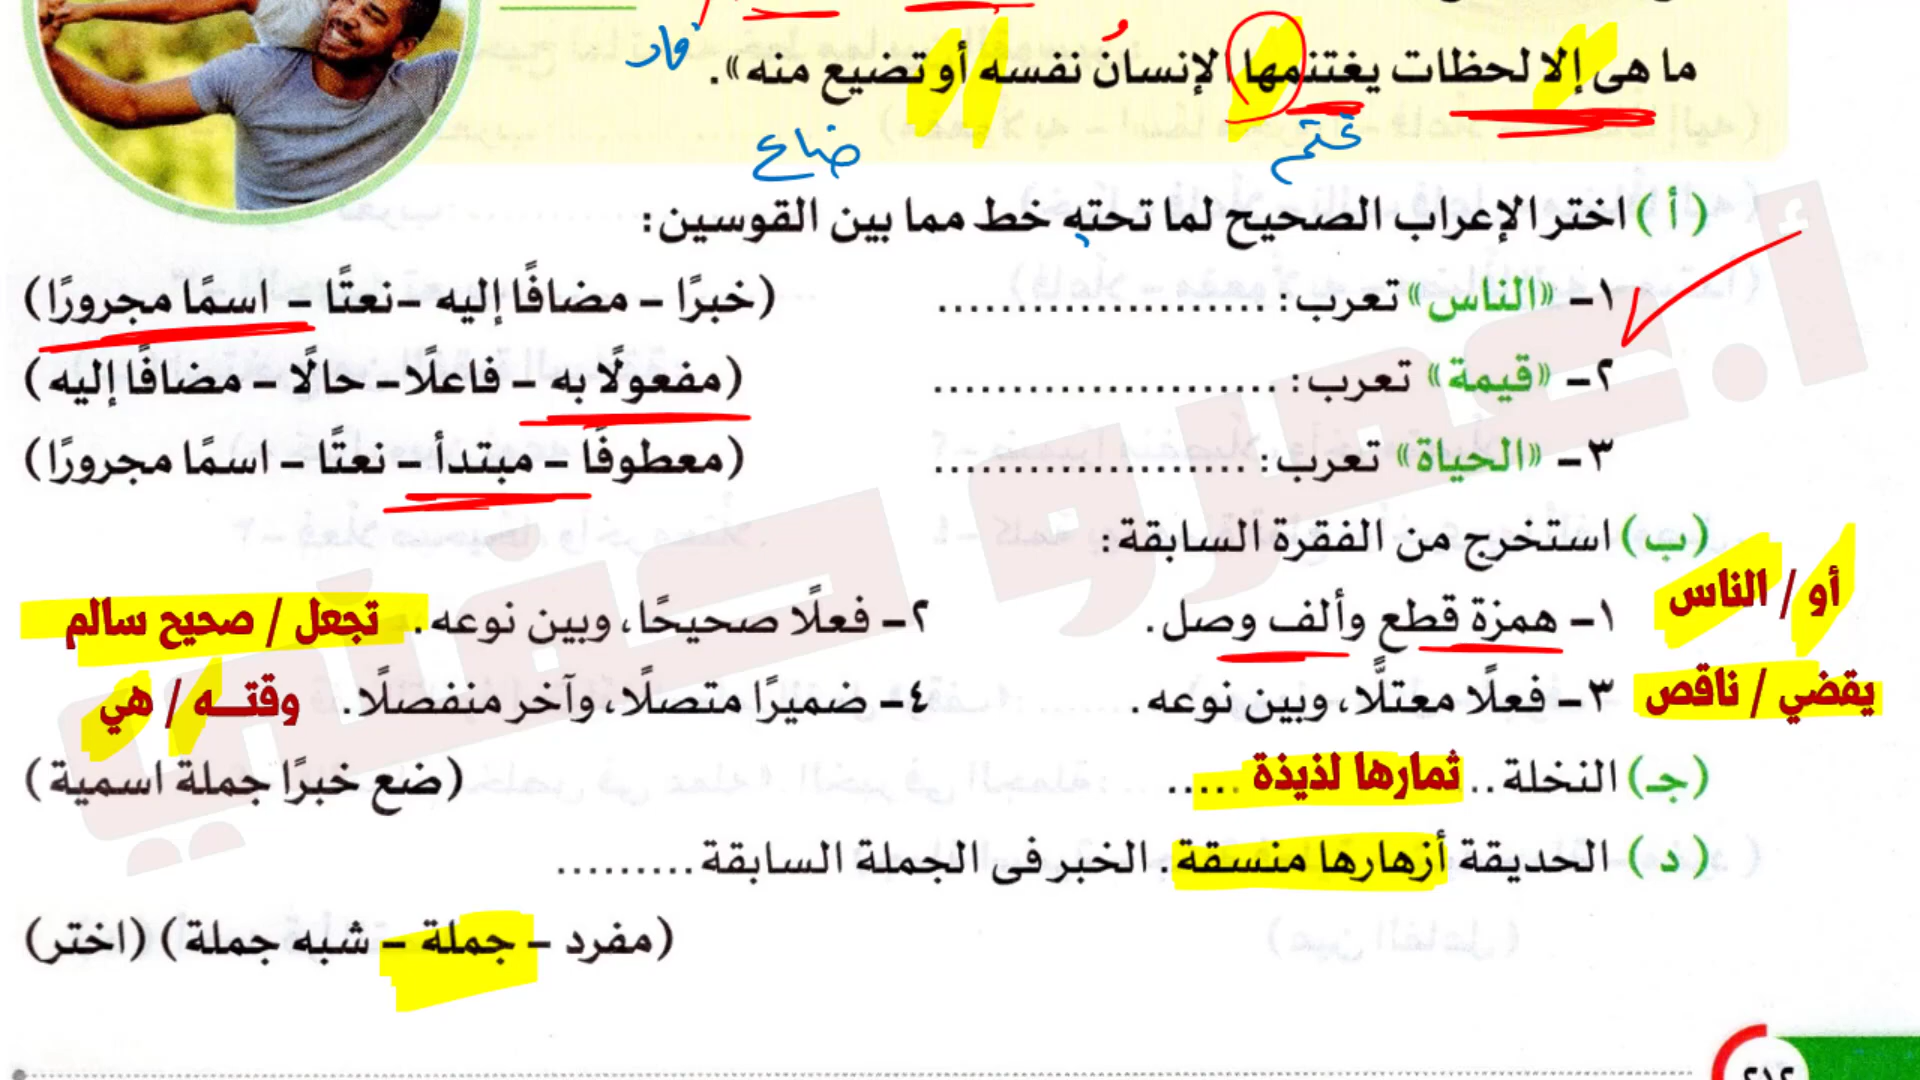 ما هى إلا لحظات يغتنمها الإنسانُ نفسه أو تضيع منه».
ضاع
(أ) اختر الإعراب الصحيح لما تحته خط مما بين القوسين:
١- «الناس» تعرب: ..................... (خبرًا - مضافًا إليه - نعتًا - اسمًا مجرورًا)
٢- «قيمة» تعرب: ..................... (مفعولًا به - فاعلًا - حالًا - مضافًا إليه)
٣- «الحياة» تعرب: ..................... (معطوفًا - مبتدأ - نعتًا - اسمًا مجرورًا)
(ب) استخرج من الفقرة السابقة:
أو / الناس
١- همزة قطع وألف وصل. ٢- فعلًا صحيحًا، وبين نوعه. تجعل / صحيح سالم
يقضي / ناقص ٣- فعلًا معتلًّا، وبين نوعه. ٤- ضميرًا متصلًا، وآخر منفصلًا. وقته / هي
(جـ) النخلة .. ثمارها لذيذة ..... (ضع خبرًا جملة اسمية)
(د) الحديقة أزهارها منسقة. الخبر فى الجملة السابقة .........
(مفرد - جملة - شبه جملة) (اختر)
أ. عمرو حفني